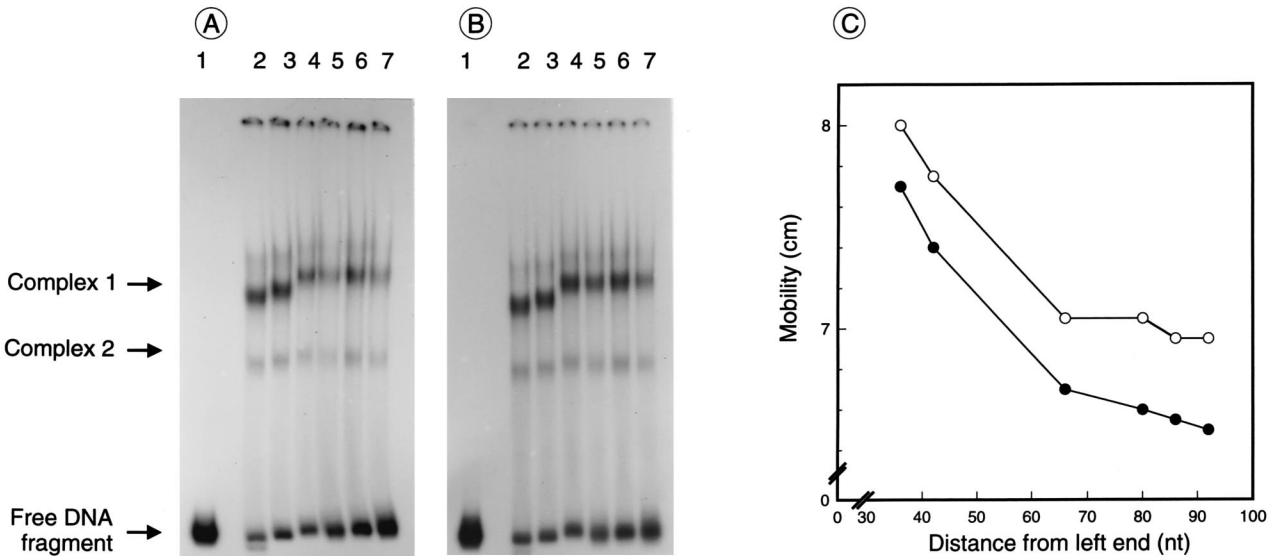 A
B
C
1 2 3 4 5 6 7
1 2 3 4 5 6 7
Complex 1
Complex 2
Free DNA
fragment
Mobility (cm)
8
7
0
0 30 40 50 60 70 80 90 100
Distance from left end (nt)